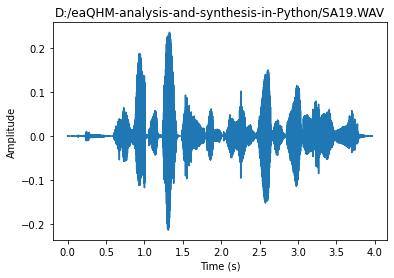 D:/eaQHM-analysis-and-synthesis-in-Python/SA19.WAV
0.2
0.1
0.0
−0.1
−0.2
Amplitude
0.0 0.5 1.0 1.5 2.0 2.5 3.0 3.5 4.0
Time (s)